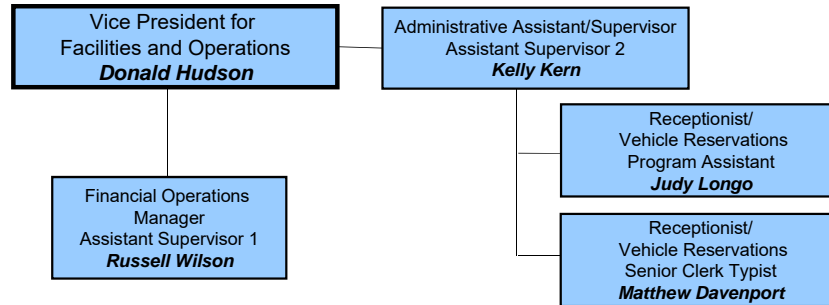 Vice President for
Facilities and Operations
Donald Hudson
Administrative Assistant/Supervisor
Assistant Supervisor 2
Kelly Kern
Receptionist/
Vehicle Reservations
Program Assistant
Judy Longo
Financial Operations
Manager
Assistant Supervisor 1
Russell Wilson
Receptionist/
Vehicle Reservations
Senior Clerk Typist
Matthew Davenport